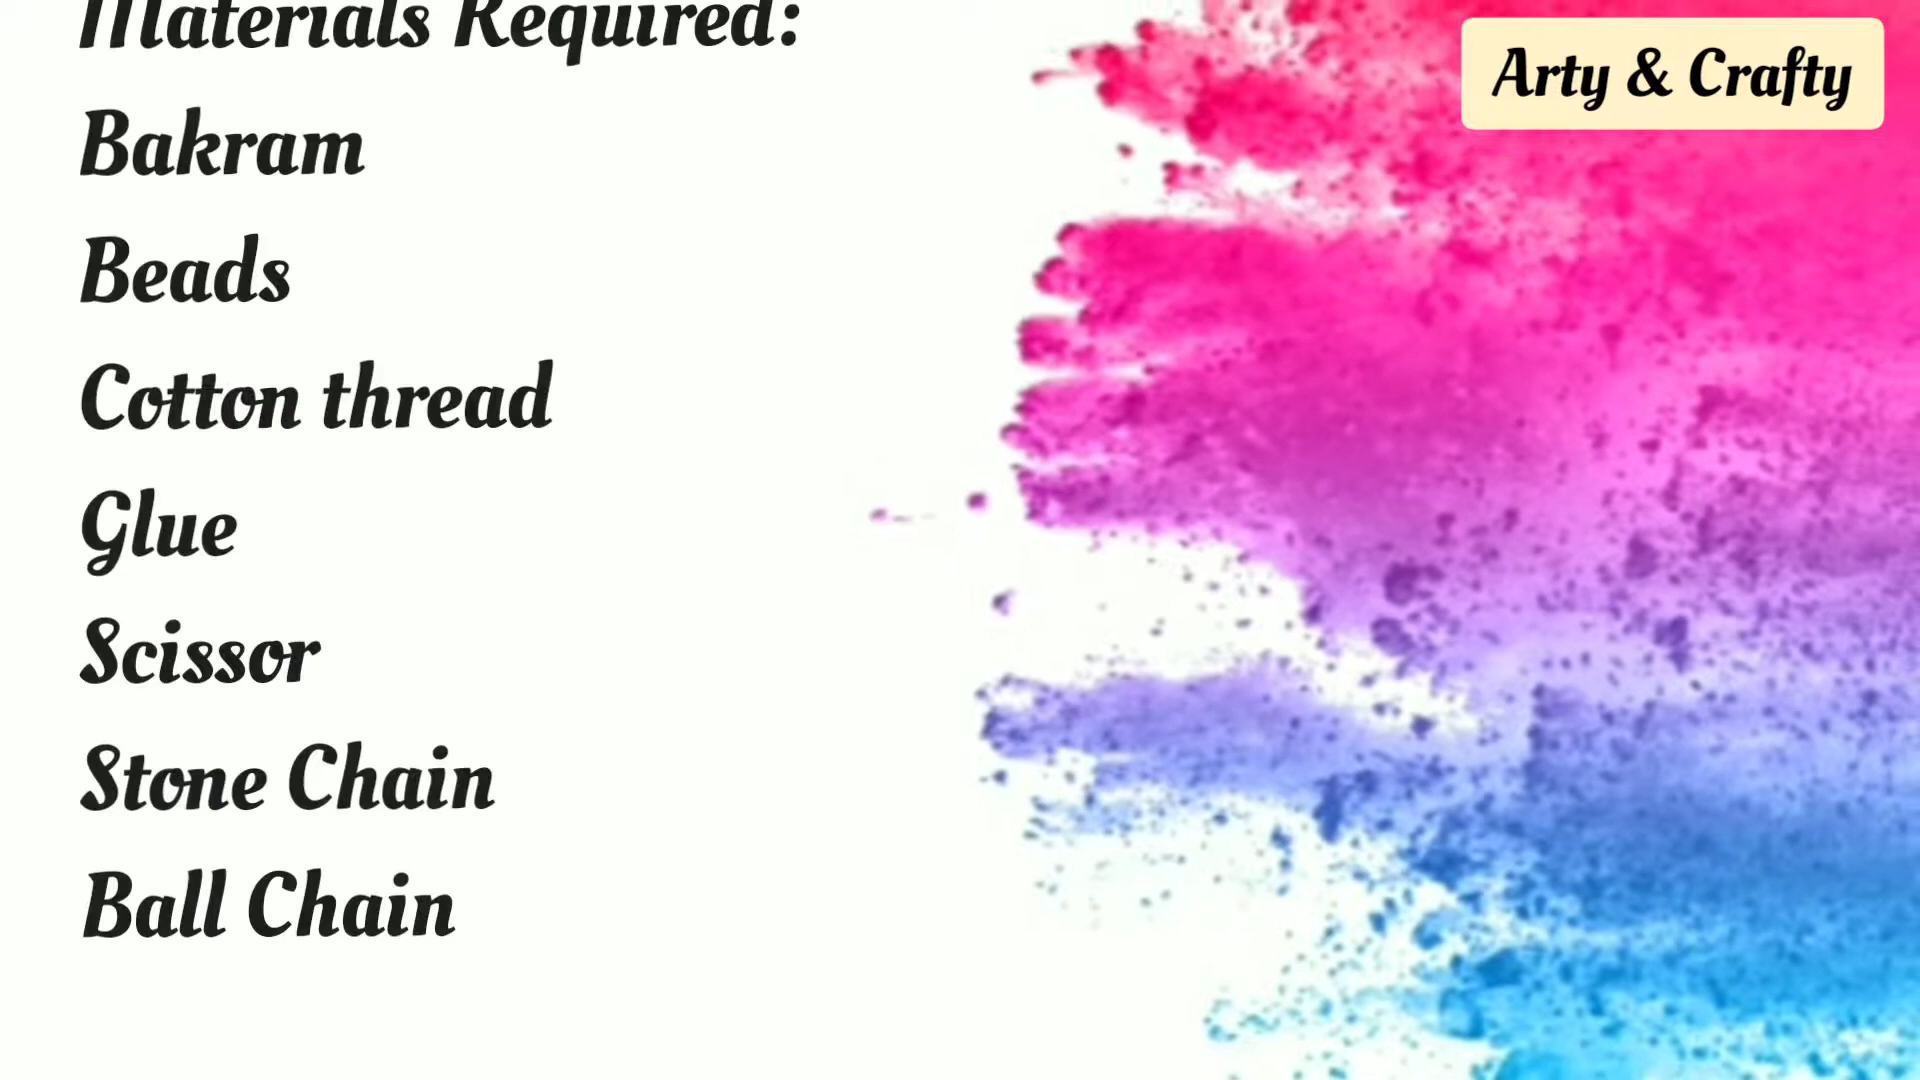 Materials Required:
Arty & Crafty
Bakram
Beads
Cotton thread
Glue
Scissor
Stone Chain
Ball Chain